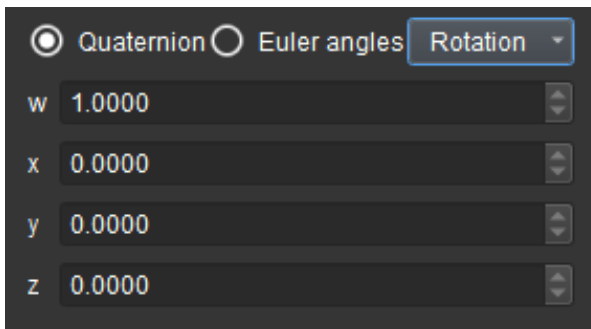 Quaternion Euler angles Rotation
w 1.0000
x 0.0000
y 0.0000
z 0.0000